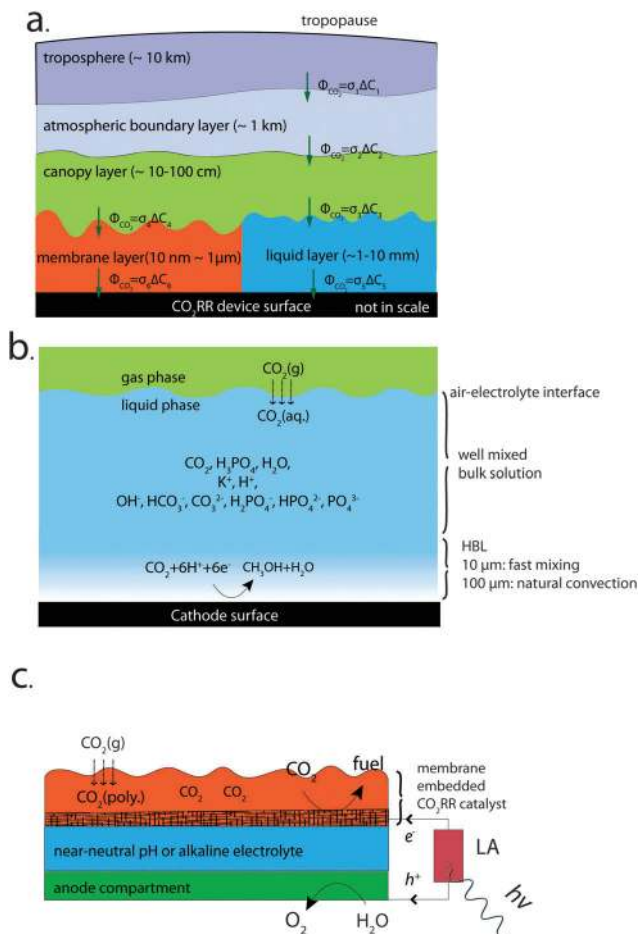 a.
tropopause
troposphere (~ 10 km)
ΦCO₂=σ₁ΔC₁
atmospheric boundary layer (~ 1 km)
ΦCO₂=σ₂ΔC₂
canopy layer (~ 10-100 cm)
ΦCO₂=σ₄ΔC₄
ΦCO₂=σ₃ΔC₃
membrane layer(10 nm ~ 1μm)
liquid layer (~1-10 mm)
ΦCO₂=σ₆ΔC₆
ΦCO₂=σ₅ΔC₅
CO₂RR device surface
not in scale
b.
gas phase
CO₂(g)
air-electrolyte interface
liquid phase
CO₂(aq.)
well mixed
bulk solution
CO₂, H₃PO₄, H₂O,
K⁺, H⁺,
OH⁻, HCO₃⁻, CO₃²⁻, H₂PO₄⁻, HPO₄²⁻, PO₄³⁻
HBL
10 μm: fast mixing
100 μm: natural convection
CO₂+6H⁺+6e⁻ CH₃OH+H₂O
Cathode surface
c.
CO₂(g)
CO₂
fuel
CO₂(poly.)
CO₂
CO₂
membrane
embedded
CO₂RR catalyst
e⁻
LA
near-neutral pH or alkaline electrolyte
anode compartment
h⁺
hν
O₂
H₂O